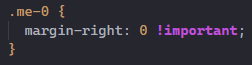 .me-0 {
  margin-right: 0 !important;
}